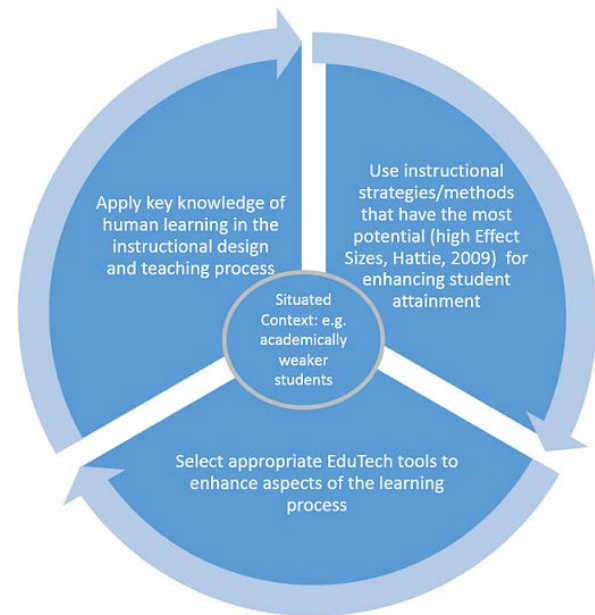 Apply key knowledge of
human learning in the
instructional design
and teaching process
Use instructional
strategies/methods
that have the most
potential (high Effect
Sizes, Hattie, 2009)  for
enhancing student
attainment
Situated
Context: e.g.
academically
weaker
students
Select appropriate EduTech tools to
enhance aspects of the learning
process